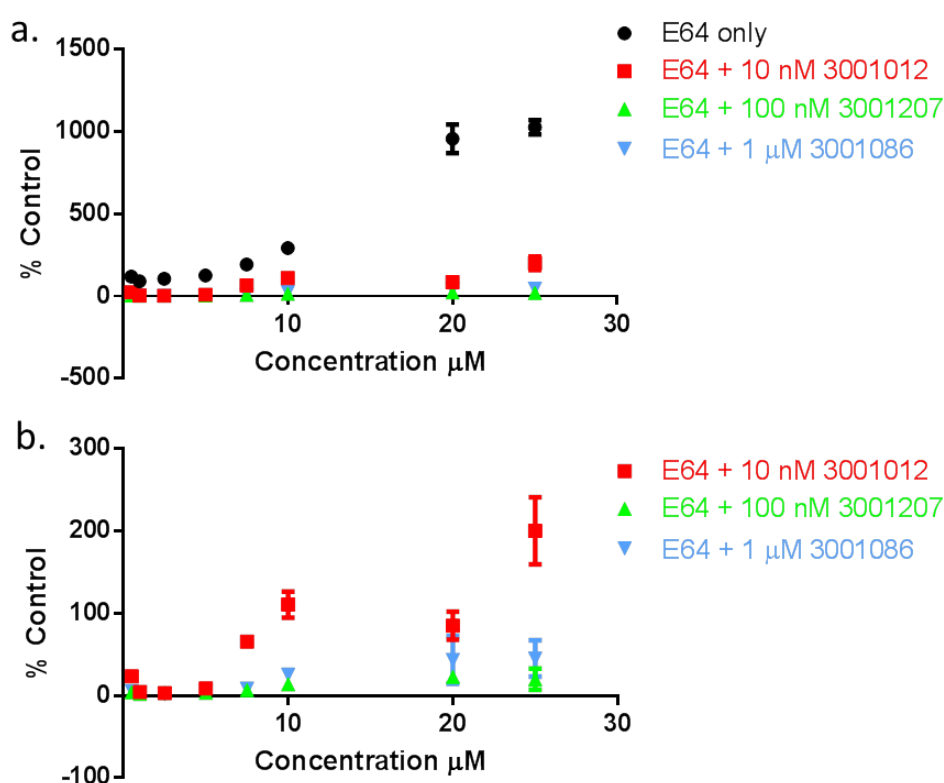 a.
1500
1000
500
0
-500
10
20
30
% Control
Concentration μM
E64 only
E64 + 10 nM 3001012
E64 + 100 nM 3001207
E64 + 1 μM 3001086
b.
300
200
100
0
-100
10
20
30
% Control
Concentration μM
E64 + 10 nM 3001012
E64 + 100 nM 3001207
E64 + 1 μM 3001086